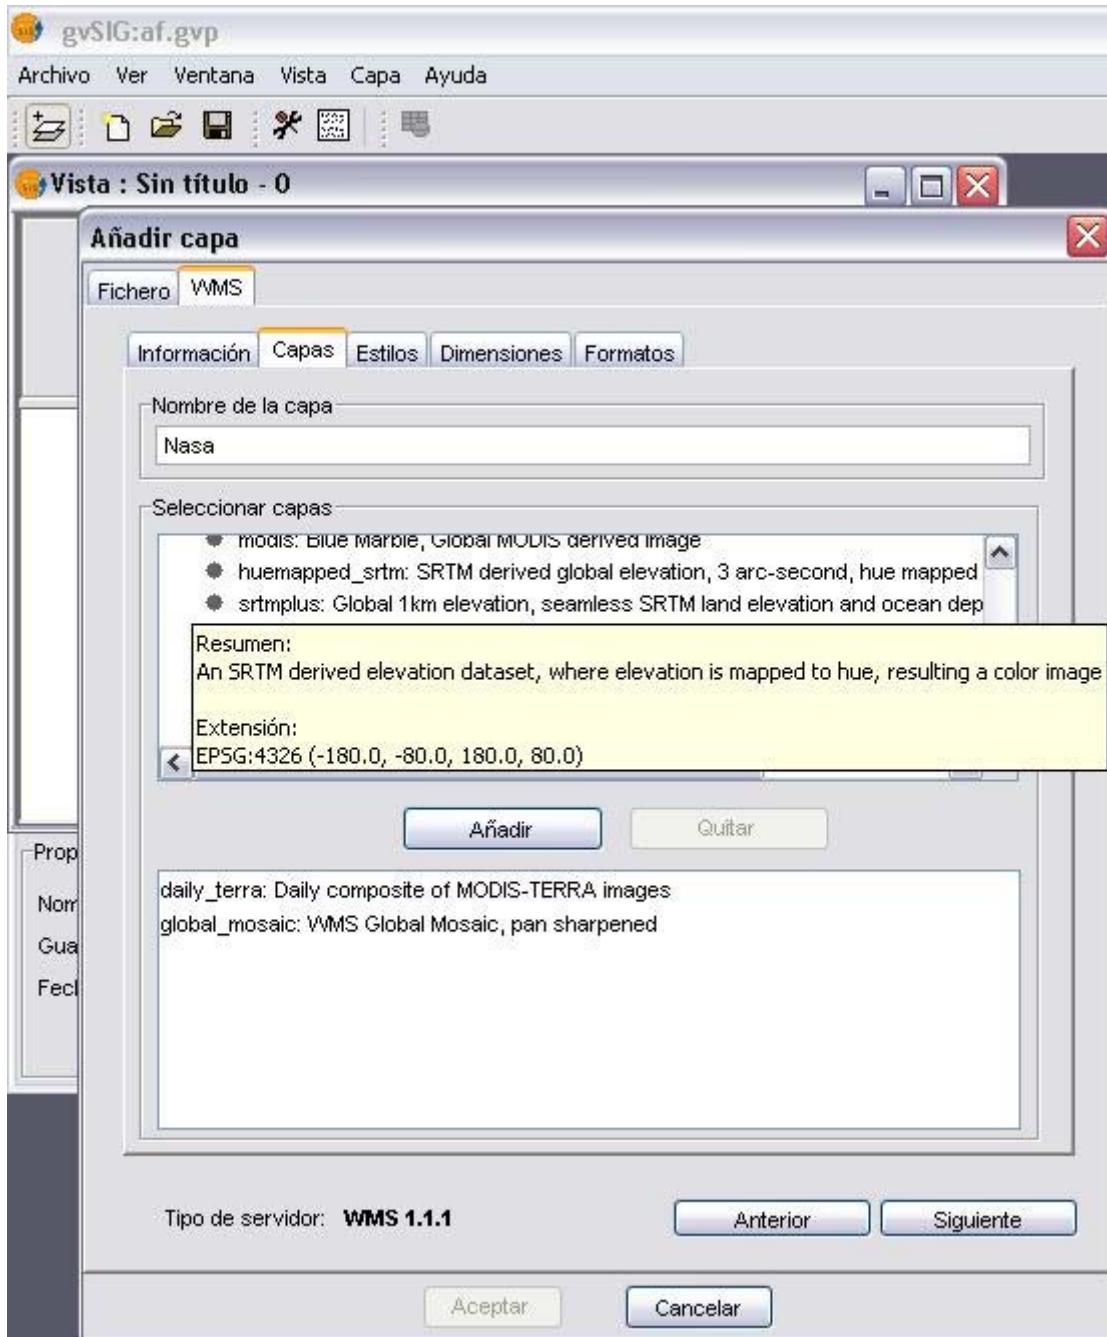 gvSIG:af.gvp
Archivo Ver Ventana Vista Capa Ayuda
Vista : Sin título - 0
Añadir capa
Fichero WMS
Información Capas Estilos Dimensiones Formatos
Nombre de la capa
Nasa
Seleccionar capas
modis: Blue Marble, Global MODIS derived image
huemapped_srtm: SRTM derived global elevation, 3 arc-second, hue mapped
srtmplus: Global 1km elevation, seamless SRTM land elevation and ocean dep
Resumen:
An SRTM derived elevation dataset, where elevation is mapped to hue, resulting a color image
Extensión:
EPSG:4326 (-180.0, -80.0, 180.0, 80.0)
Añadir Quitar
Prop
Nom
Gua
Fecl
daily_terra: Daily composite of MODIS-TERRA images
global_mosaic: WMS Global Mosaic, pan sharpened
Tipo de servidor: WMS 1.1.1
Anterior Siguiente
Aceptar Cancelar